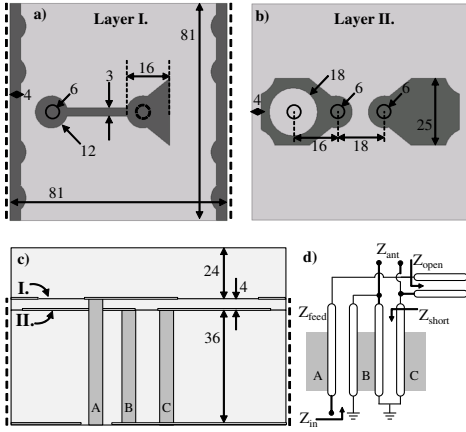 a) Layer I. 81
b) Layer II.
3 16
4 6
12
81
18
6 6
4
25
16 18
c)
24
I. 4
II.
36
A B C
d) Zant
Zopen
Zfeed
Zshort
A B C
Zin